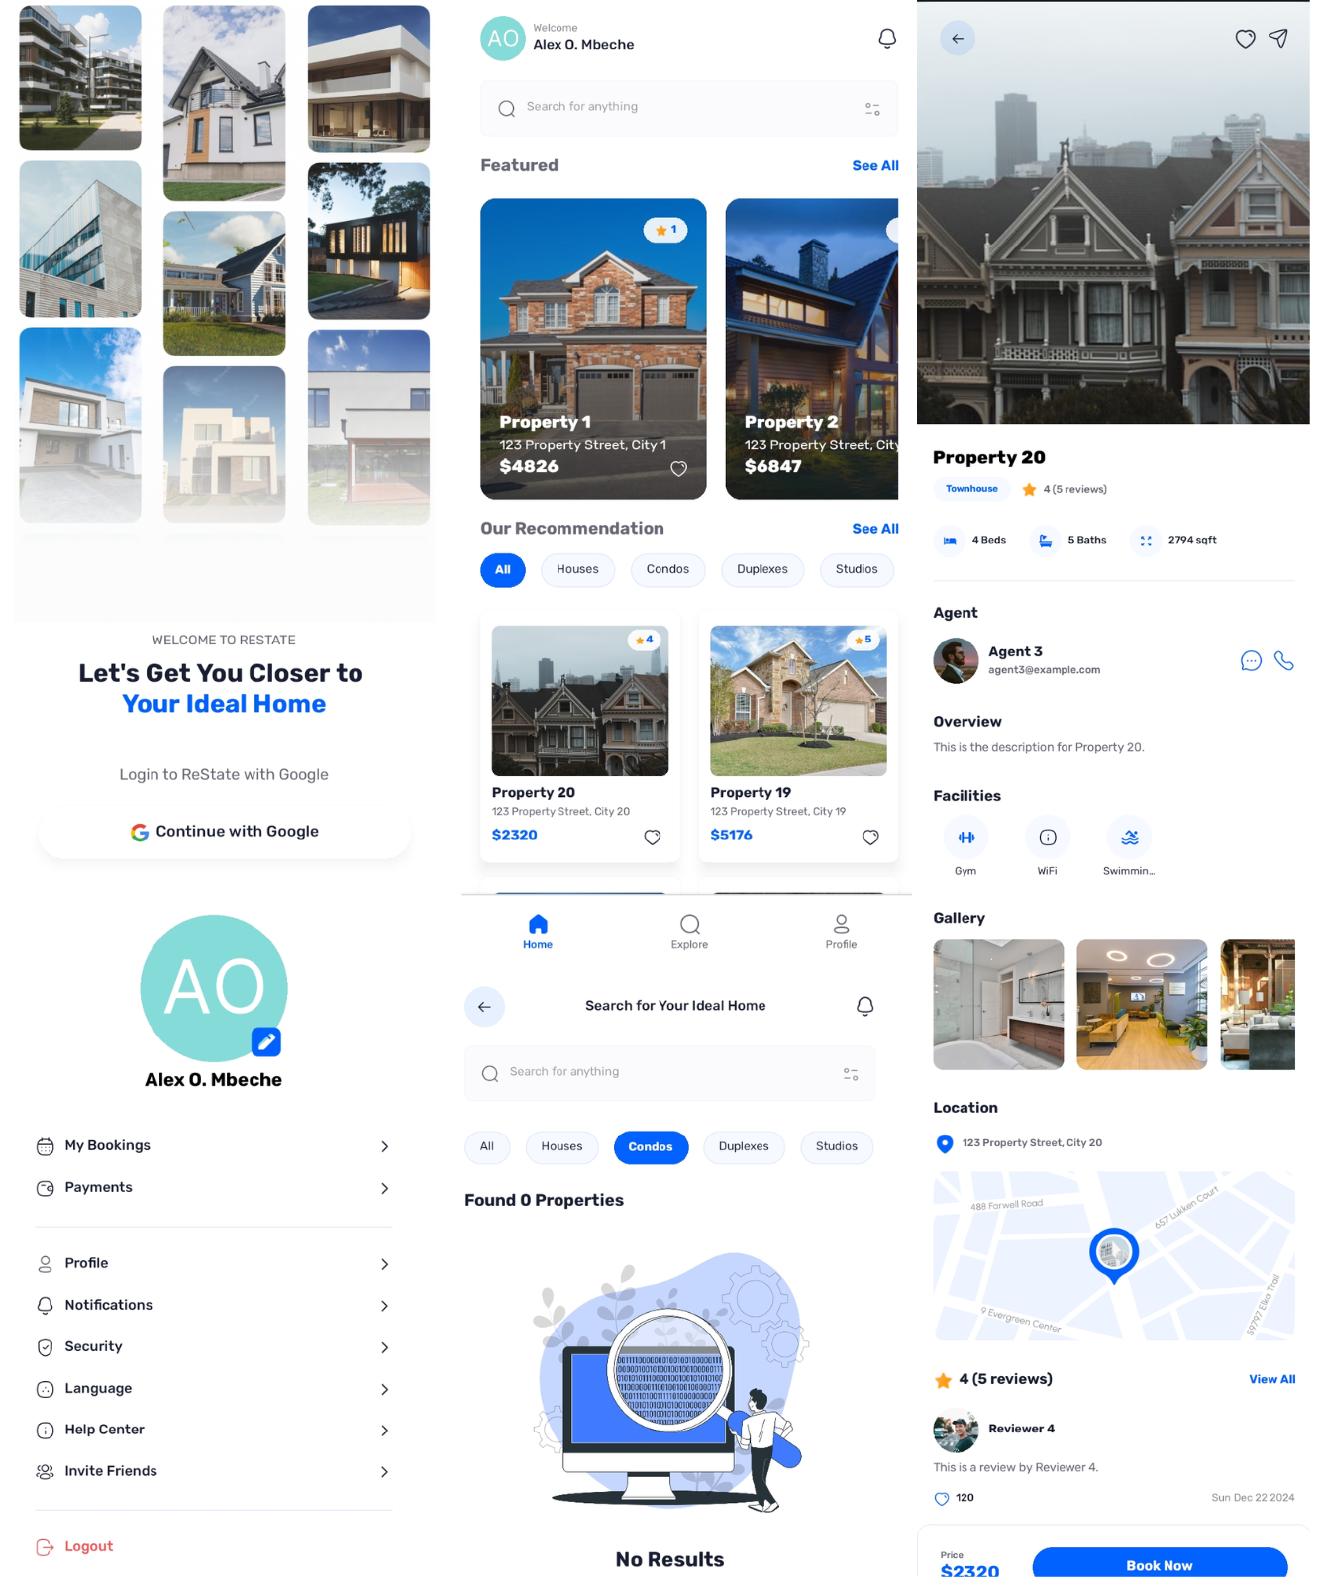 WELCOME TO RESTATE
Let's Get You Closer to
Your Ideal Home
Login to ReState with Google
Continue with Google
AO
Alex O. Mbeche
My Bookings
Payments
Profile
Notifications
Security
Language
Help Center
Invite Friends
Logout
AO
Welcome
Alex O. Mbeche
Search for anything
Featured See All
1
Property 1
123 Property Street, City 1
$4826
Property 2
123 Property Street, City
$6847
Our Recommendation See All
All Houses Condos Duplexes Studios
4
Property 20
123 Property Street, City 20
$2320
5
Property 19
123 Property Street, City 19
$5176
Home Explore Profile
Search for Your Ideal Home
Search for anything
All Houses Condos Duplexes Studios
Found 0 Properties
No Results
Property 20
Townhouse 4 (5 reviews)
4 Beds 5 Baths 2794 sqft
Agent
Agent 3
agent3@example.com
Overview
This is the description for Property 20.
Facilities
Gym WiFi Swimmin...
Gallery
Location
123 Property Street, City 20
488 Farwell Road
657 Lukken Court
9 Evergreen Center
59797 Elka Trail
4 (5 reviews) View All
Reviewer 4
This is a review by Reviewer 4.
120 Sun Dec 22 2024
Price
$2320
Book Now